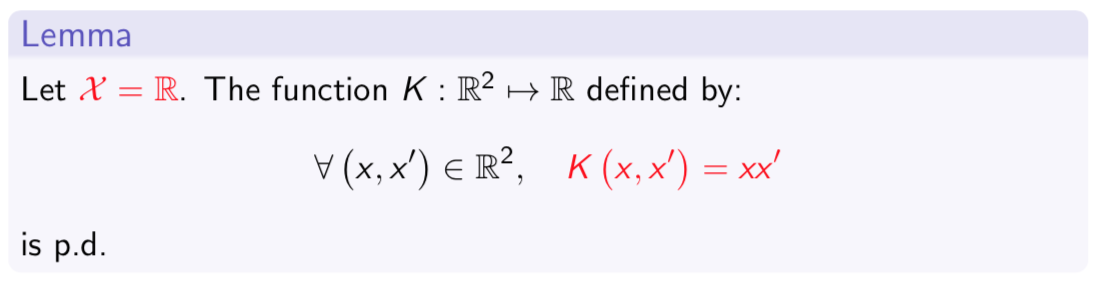 Lemma
Let 𝒳 = ℝ. The function K : ℝ² ↦ ℝ defined by:
∀ (x, x′) ∈ ℝ², K (x, x′) = xx′
is p.d.